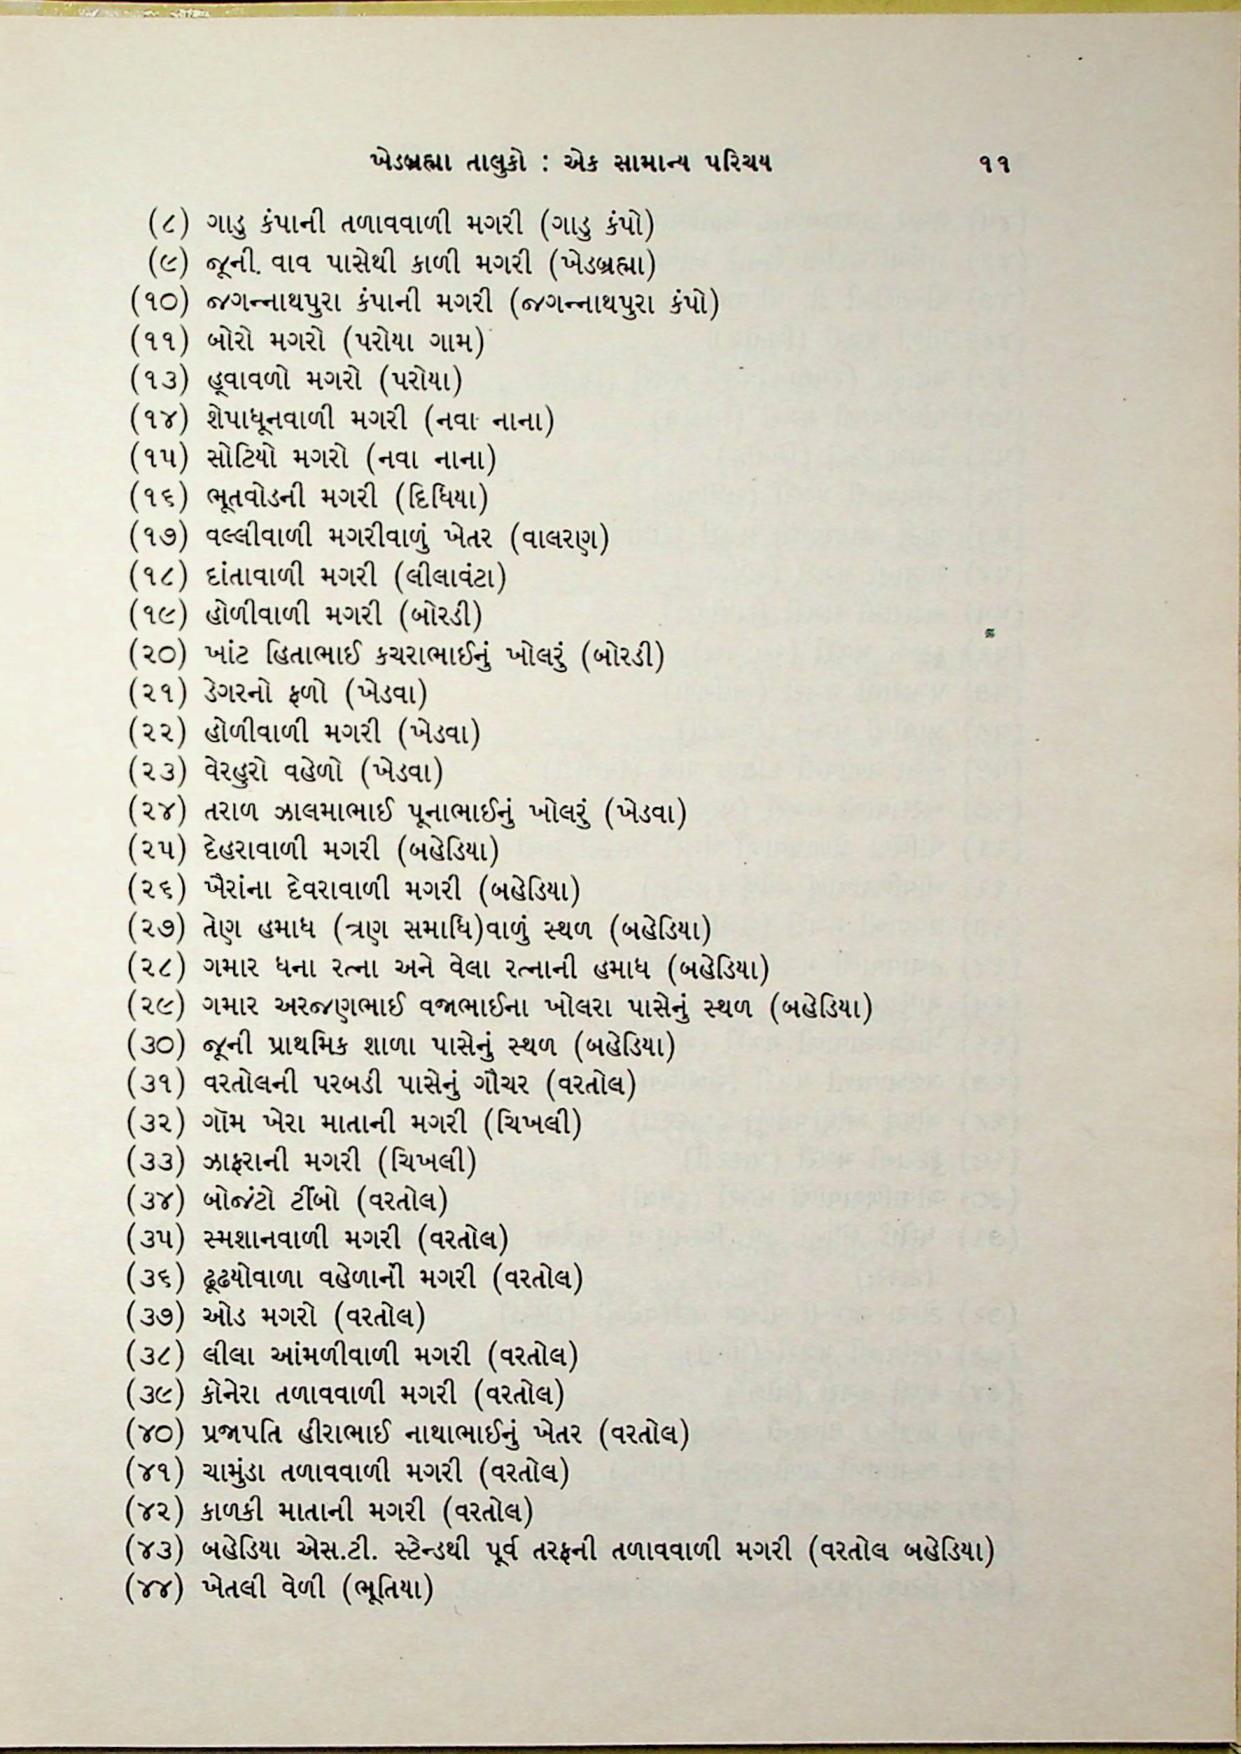 ખેડબ્રહ્મા તાલુકો : એક સામાન્ય પરિચય ૧૧
(૮) ગાડુ કંપાની તળાવવાળી મગરી (ગાડુ કંપો)
(૯) જૂની. વાવ પાસેથી કાળી મગરી (ખેડબ્રહ્મા)
(૧૦) જગન્નાથપુરા કંપાની મગરી (જગન્નાથપુરા કંપો)
(૧૧) બોરો મગરો (પરોયા ગામ)
(૧૩) હૂવાવળો મગરો (પરોયા)
(૧૪) શેપાધૂનવાળી મગરી (નવા નાના)
(૧૫) સોટિયો મગરો (નવા નાના)
(૧૬) ભૂતવોડની મગરી (દિધિયા)
(૧૭) વલ્લીવાળી મગરીવાળું ખેતર (વાલરણ)
(૧૮) દાંતાવાળી મગરી (લીલાવંટા)
(૧૯) હોળીવાળી મગરી (બોરડી)
(૨૦) ખાંટ હિતાભાઈ કચરાભાઈનું ખોલરું (બોરડી)
(૨૧) ડેગરનો ફળો (ખેડવા)
(૨૨) હોળીવાળી મગરી (ખેડવા)
(૨૩) વેરહુરો વહેળો (ખેડવા)
(૨૪) તરાળ ઝાલમાભાઈ પૂનાભાઈનું ખોલરું (ખેડવા)
(૨૫) દેહરાવાળી મગરી (બહેડિયા)
(૨૬) ખૈરાંના દેવરાવાળી મગરી (બહેડિયા)
(૨૭) તેણ હમાધ (ત્રણ સમાધિ)વાળું સ્થળ (બહેડિયા)
(૨૮) ગમાર ધના રત્ના અને વેલા રત્નાની હમાધ (બહેડિયા)
(૨૯) ગમાર અરજણભાઈ વજાભાઈના ખોલરા પાસેનું સ્થળ (બહેડિયા)
(૩૦) જૂની પ્રાથમિક શાળા પાસેનું સ્થળ (બહેડિયા)
(૩૧) વરતોલની પરબડી પાસેનું ગૌચર (વરતોલ)
(૩૨) ગૉમ ખેરા માતાની મગરી (ચિખલી)
(૩૩) ઝાફરાની મગરી (ચિખલી)
(૩૪) બોજંટો ટીંબો (વરતોલ)
(૩૫) સ્મશાનવાળી મગરી (વરતોલ)
(૩૬) ઢૂઢયોવાળા વહેળાની મગરી (વરતોલ)
(૩૭) ઓડ મગરો (વરતોલ)
(૩૮) લીલા આંમળીવાળી મગરી (વરતોલ)
(૩૯) કોનેરા તળાવવાળી મગરી (વરતોલ)
(૪૦) પ્રજાપતિ હીરાભાઈ નાથાભાઈનું ખેતર (વરતોલ)
(૪૧) ચામુંડા તળાવવાળી મગરી (વરતોલ)
(૪૨) કાળકી માતાની મગરી (વરતોલ)
(૪૩) બહેડિયા એસ.ટી. સ્ટેન્ડથી પૂર્વ તરફની તળાવવાળી મગરી (વરતોલ બહેડિયા)
(૪૪) ખેતલી વેળી (ભૂતિયા)